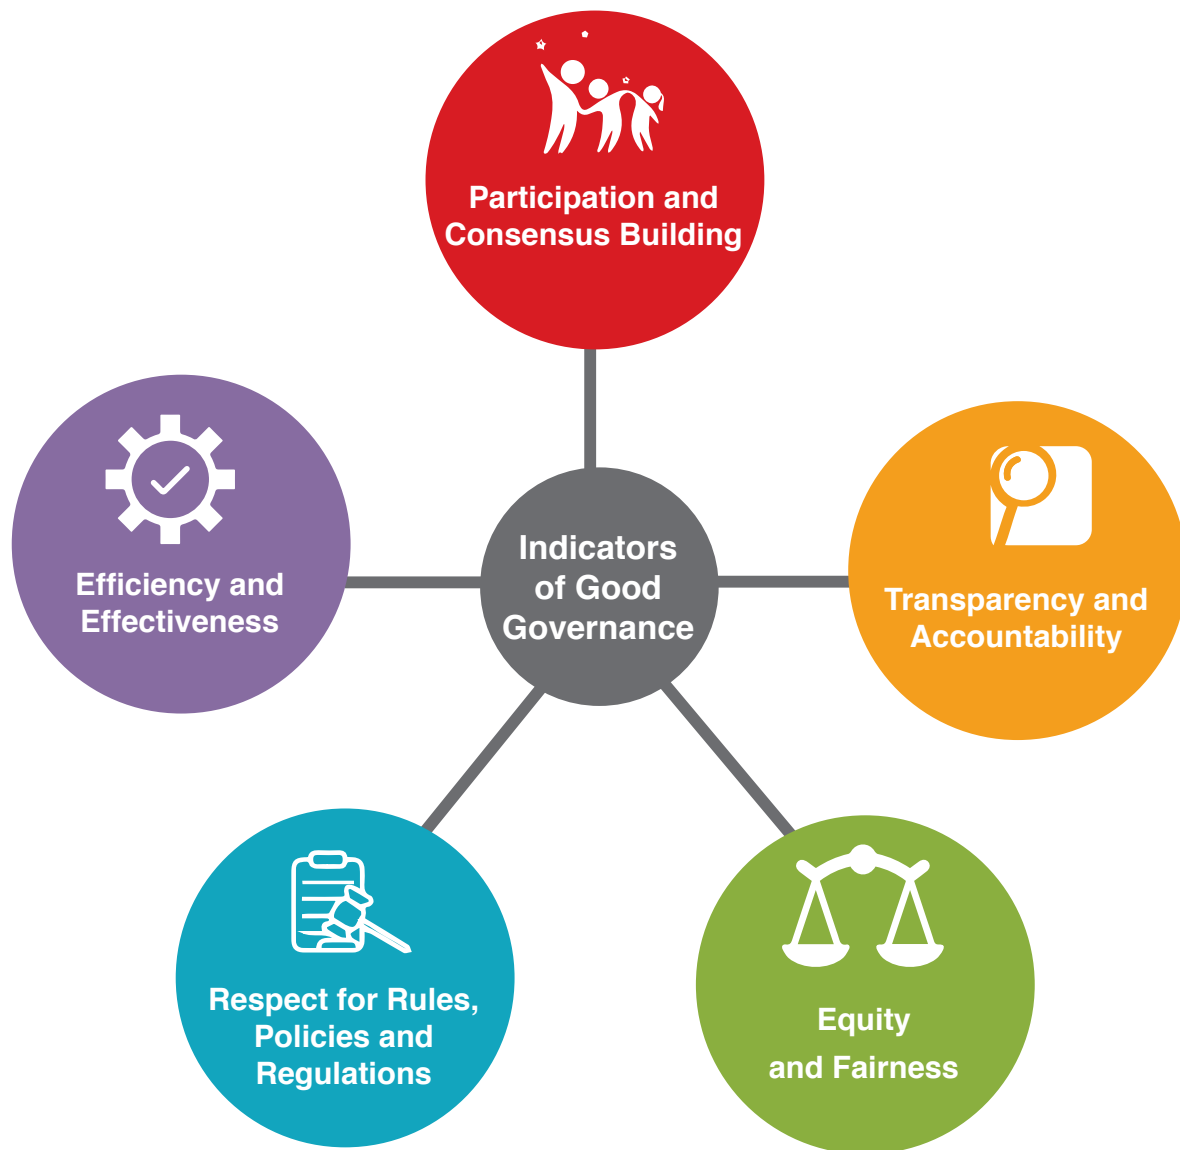 Participation and
Consensus Building
Efficiency and
Effectiveness
Indicators
of Good
Governance
Transparency and
Accountability
Respect for Rules,
Policies and
Regulations
Equity
and Fairness